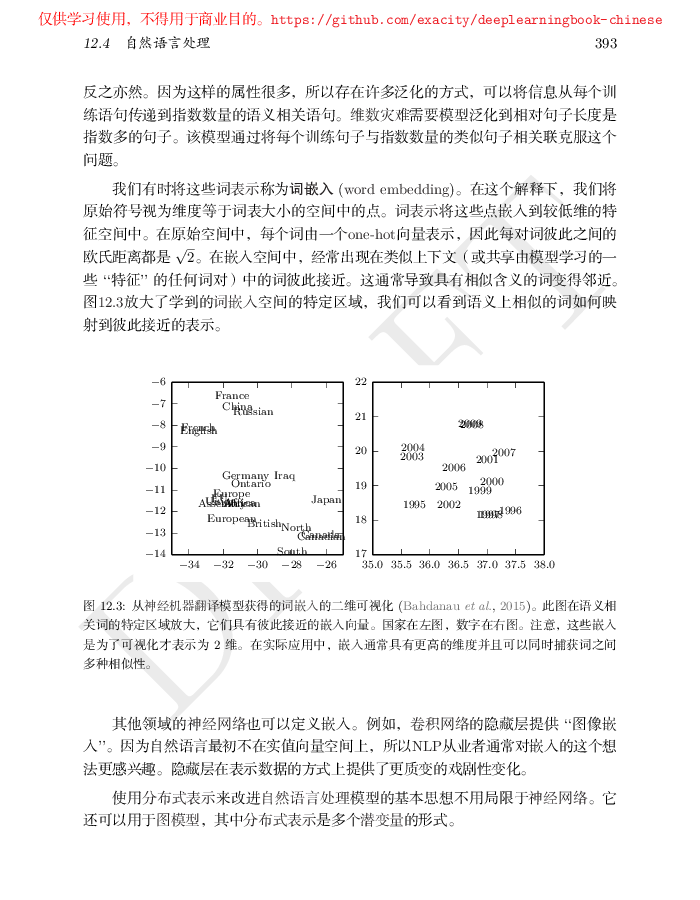 仅供学习使用，不得用于商业目的。https://github.com/exacity/deeplearningbook-chinese
12.4 自然语言处理 393
反之亦然。因为这样的属性很多，所以存在许多泛化的方式，可以将信息从每个训
练语句传递到指数数量的语义相关语句。维数灾难需要模型泛化到相对句子长度是
指数多的句子。该模型通过将每个训练句子与指数数量的类似句子相关联克服这个
问题。
我们有时将这些词表示称为词嵌入 (word embedding)。在这个解释下，我们将
原始符号视为维度等于词表大小的空间中的点。词表示将这些点嵌入到较低维的特
征空间中。在原始空间中，每个词由一个one-hot向量表示，因此每对词彼此之间的
欧氏距离都是 √2。在嵌入空间中，经常出现在类似上下文（或共享由模型学习的一
些 “特征” 的任何词对）中的词彼此接近。这通常导致具有相似含义的词变得邻近。
图12.3放大了学到的词嵌入空间的特定区域，我们可以看到语义上相似的词如何映
射到彼此接近的表示。
−6
−7
−8
−9
−10
−11
−12
−13
−14
−34 −32 −30 −28 −26
France
China
Russian
French
English
Germany Iraq
Ontario
Europe
EU
Assembly
Africa
Japan
European
British
North
Canada
Canadian
South
22
21
20
19
18
17
35.0 35.5 36.0 36.5 37.0 37.5 38.0
2009
2008
2004
2003
2007
2001
2006
2000
2005
1999
1995 2002
1996
1997
1998
图 12.3: 从神经机器翻译模型获得的词嵌入的二维可视化 (Bahdanau et al., 2015)。此图在语义相
关词的特定区域放大，它们具有彼此接近的嵌入向量。国家在左图，数字在右图。注意，这些嵌入
是为了可视化才表示为 2 维。在实际应用中，嵌入通常具有更高的维度并且可以同时捕获词之间
多种相似性。
其他领域的神经网络也可以定义嵌入。例如，卷积网络的隐藏层提供 “图像嵌
入”。因为自然语言最初不在实值向量空间上，所以NLP从业者通常对嵌入的这个想
法更感兴趣。隐藏层在表示数据的方式上提供了更质变的戏剧性变化。
使用分布式表示来改进自然语言处理模型的基本思想不用局限于神经网络。它
还可以用于图模型，其中分布式表示是多个潜变量的形式。
DRAFT